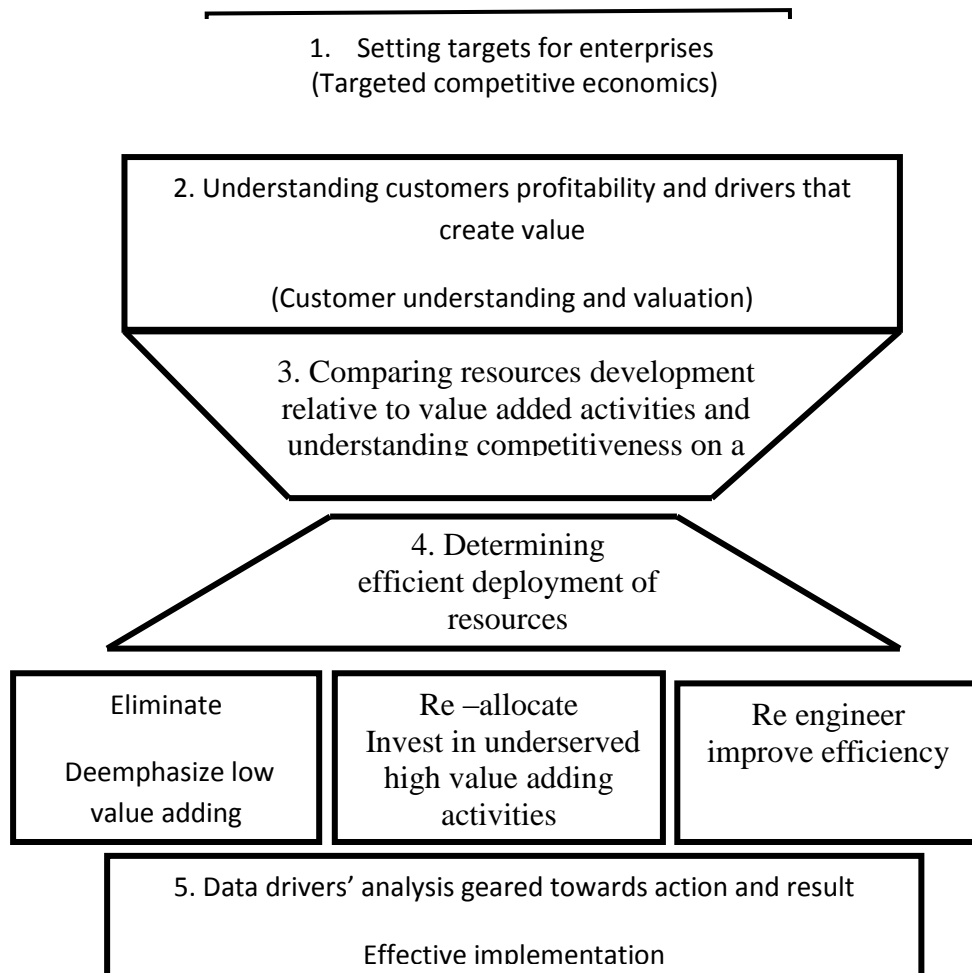 1. Setting targets for enterprises
(Targeted competitive economics)
2. Understanding customers profitability and drivers that
create value
(Customer understanding and valuation)
3. Comparing resources development
relative to value added activities and
understanding competitiveness on a
4. Determining
efficient deployment of
resources
Eliminate
Deemphasize low
value adding
Re –allocate
Invest in underserved
high value adding
activities
Re engineer
improve efficiency
5. Data drivers’ analysis geared towards action and result
Effective implementation